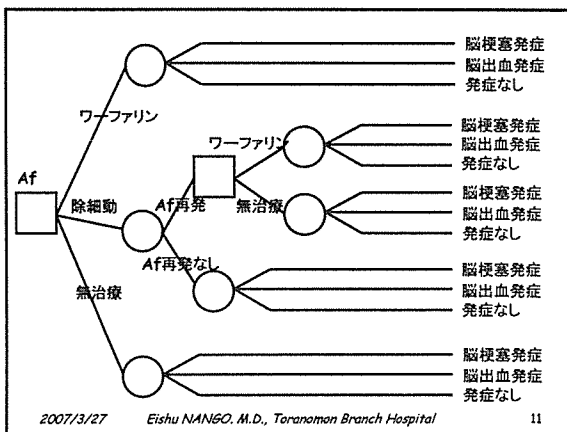 脳梗塞発症
脳出血発症
発症なし
ワーファリン
Af
除細動
無治療
Af再発
Af再発なし
ワーファリン
無治療
脳梗塞発症
脳出血発症
発症なし
脳梗塞発症
脳出血発症
発症なし
脳梗塞発症
脳出血発症
発症なし
脳梗塞発症
脳出血発症
発症なし
2007/3/27 Eishu NANGO. M.D., Toranomon Branch Hospital 11